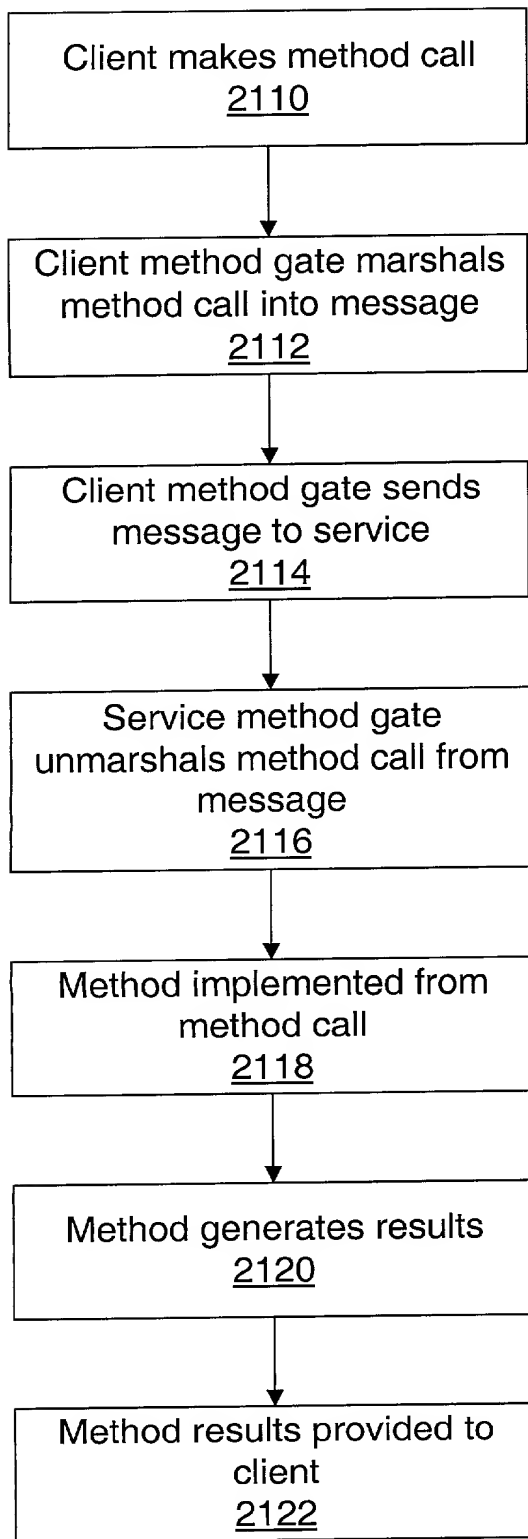 Client makes method call
2110
Client method gate marshals
method call into message
2112
Client method gate sends
message to service
2114
Service method gate
unmarshals method call from
message
2116
Method implemented from
method call
2118
Method generates results
2120
Method results provided to
client
2122